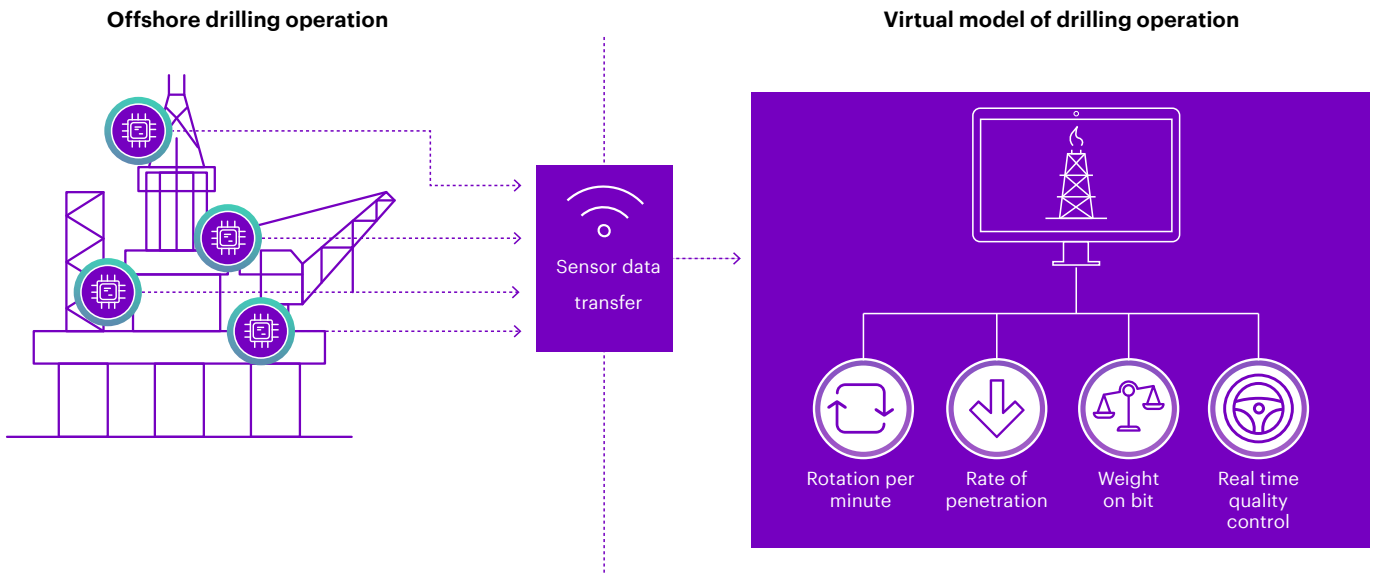 Offshore drilling operation
Virtual model of drilling operation
Sensor data
transfer
Rotation per
minute
Rate of
penetration
Weight
on bit
Real time
quality
control